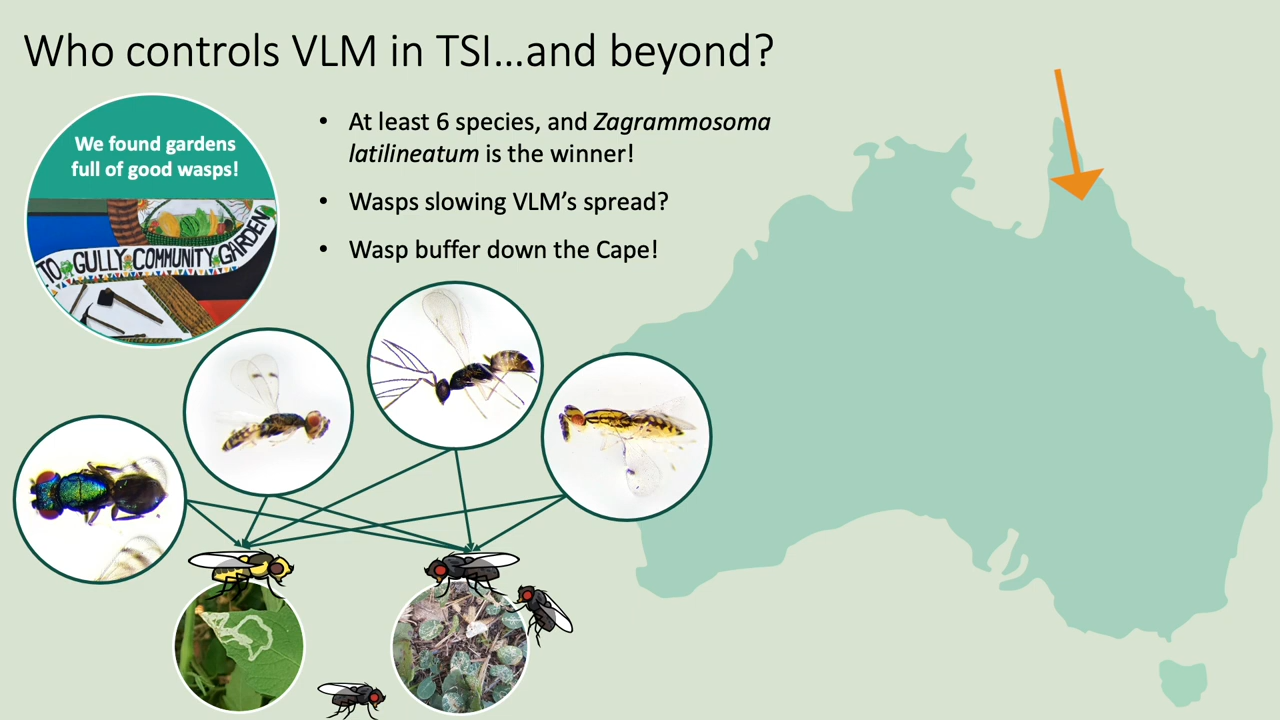 Who controls VLM in TSI...and beyond?
We found gardens
full of good wasps!
TO GULLY COMMUNITY GARDEN
• At least 6 species, and Zagrammosoma
latilineatum is the winner!
• Wasps slowing VLM’s spread?
• Wasp buffer down the Cape!